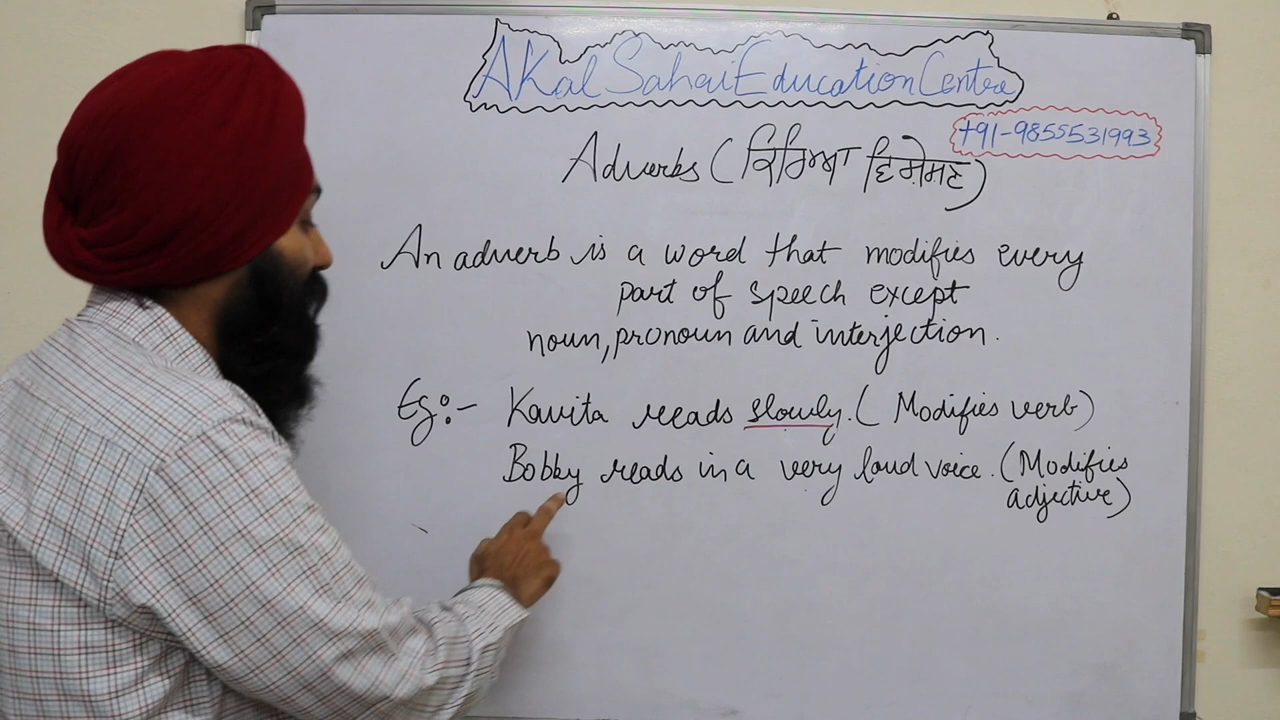 AKal Sahai Education Centre
+91-9855531993
Adverbs (ਕਿਰਿਆ ਵਿਸ਼ੇਸਣ)
An adverb is a word that modifies every
part of speech except
noun, pronoun and interjection.
Eg:- Kavita reads slowly. (Modifies verb)
Bobby reads in a very loud voice. (Modifies
adjective)